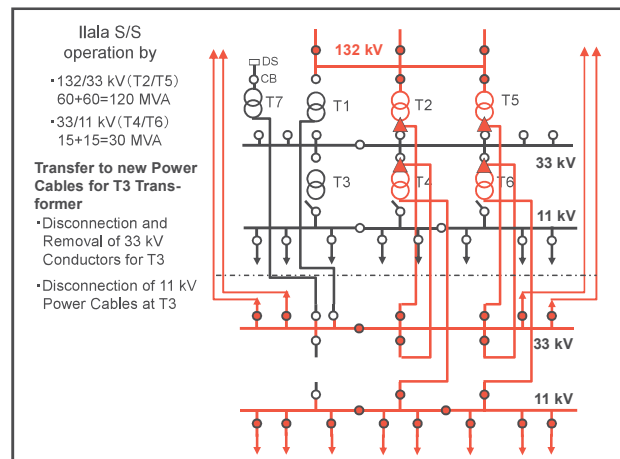 Ilala S/S
operation by
・132/33 kV(T2/T5)
60+60=120 MVA
・33/11 kV(T4/T6)
15+15=30 MVA
Transfer to new Power
Cables for T3 Trans-
former
・Disconnection and
Removal of 33 kV
Conductors for T3
・Disconnection of 11 kV
Power Cables at T3
132 kV
DS
CB
T7
T1
T2
T5
33 kV
T3
T4
T6
11 kV
33 kV
11 kV